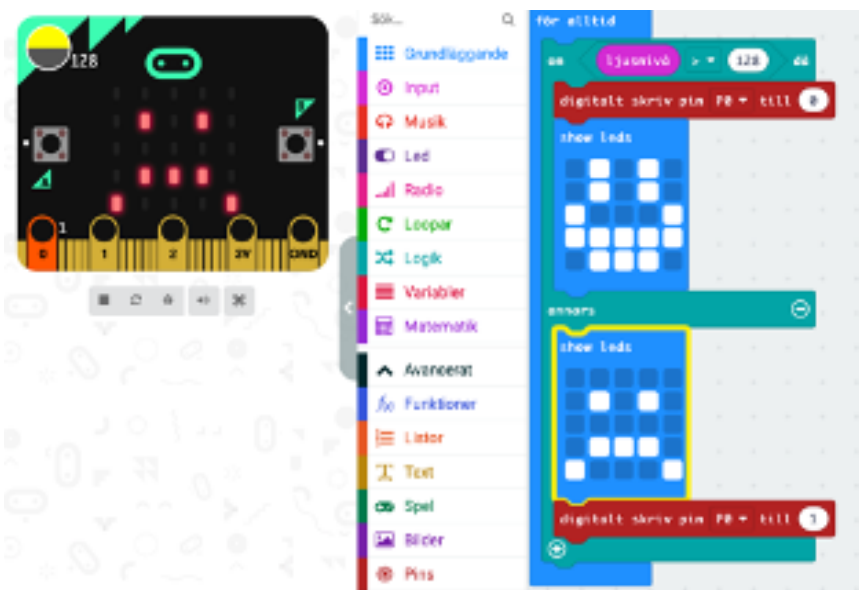 128
1
0
1
2
3V
GND
Sök...
Grundläggande
Input
Musik
Led
Radio
Loopar
Logik
Variabler
Matematik
Avancerat
f(x) Funktioner
Listor
Text
Spel
Bilder
Pins
för alltid
om ljusnivå > 128 då
digitalt skriv pin P0 till 0
show leds
annars
show leds
digitalt skriv pin P0 till 1